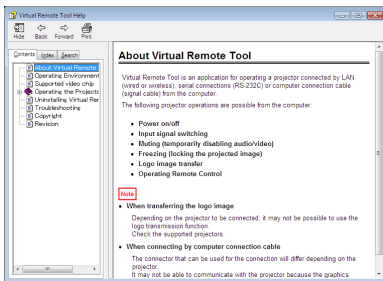 Virtual Remote Tool Help
Hide Back Forward Print
Contents Index Search
About Virtual Remote
Operating Environment
Supported video chip
Operating the Projecto
Uninstalling Virtual Rer
Troubleshooting
Copyright
Revision
About Virtual Remote Tool
Virtual Remote Tool is an application for operating a projector connected by LAN
(wired or wireless), serial connections (RS-232C) or computer connection cable
(signal cable) from the computer.
The following projector operations are possible from the computer:
• Power on/off
• Input signal switching
• Muting (temporarily disabling audio/video)
• Freezing (locking the projected image)
• Logo image transfer
• Operating Remote Control
Note
• When transferring the logo image
Depending on the projector to be connected, it may not be possible to use the
logo transmission function.
Check the supported projectors.
• When connecting by computer connection cable
The connector that can be used for the connection will differ depending on the
projector.
It may not be able to communicate with the projector because the graphics